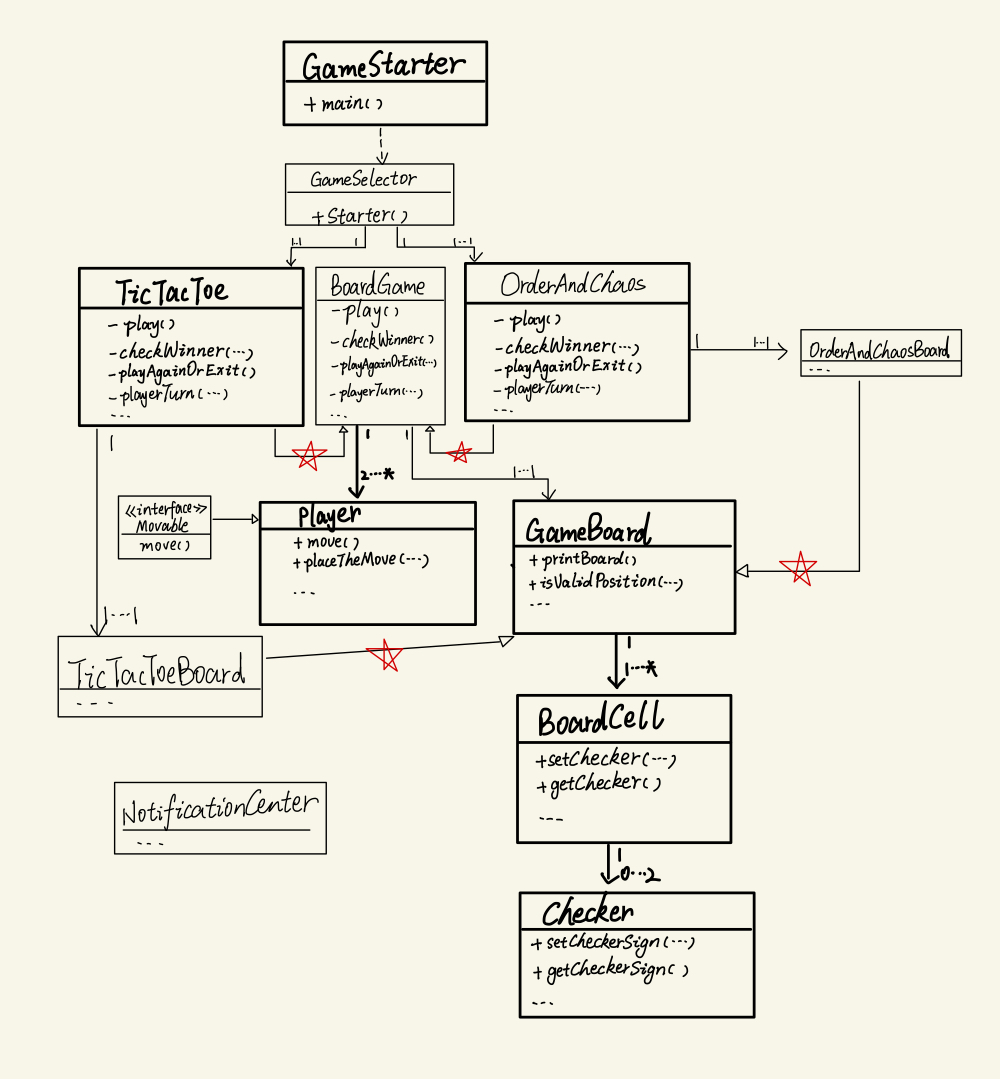 GameStarter
+ main()
GameSelector
+ Starter()
1...1
1
1
1...1
TicTacToe
- play()
- checkWinner(...)
- playAgainOrExit()
- playerTurn(...)
...
BoardGame
- play()
- checkWinner()
- playAgainOrExit(...)
- playerTurn(...)
...
OrderAndChaos
- play()
- checkWinner(...)
- playAgainOrExit()
- playerTurn(...)
...
1
1...1
OrderAndChaosBoard
...
1
1
1
2...*
1...1
<<interface>>
Movable
move()
Player
+ move()
+ placeTheMove(...)
...
GameBoard
+ printBoard()
+ isValidPosition(...)
...
1...1
TicTacToeBoard
...
1
1...*
BoardCell
+ setChecker(...)
+ getChecker()
...
NotificationCenter
...
1
0...2
Checker
+ setCheckerSign(...)
+ getCheckerSign()
...